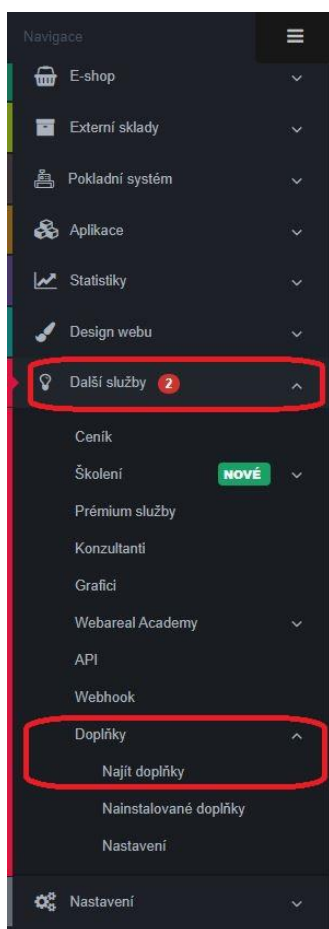 Navigace
E-shop
Externí sklady
Pokladní systém
Aplikace
Statistiky
Design webu
Další služby 2
Ceník
Školení NOVÉ
Prémium služby
Konzultanti
Grafici
Webareal Academy
API
Webhook
Doplňky
Najít doplňky
Nainstalované doplňky
Nastavení
Nastavení